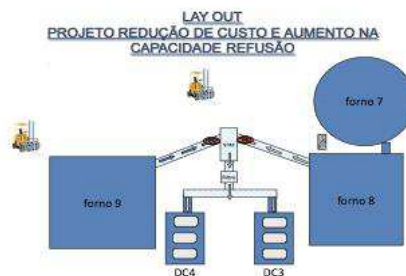 LAY OUT
PROJETO REDUÇÃO DE CUSTO E AUMENTO NA
CAPACIDADE REFUSÃO
forno 7
forno 9
forno 8
DC4
DC3